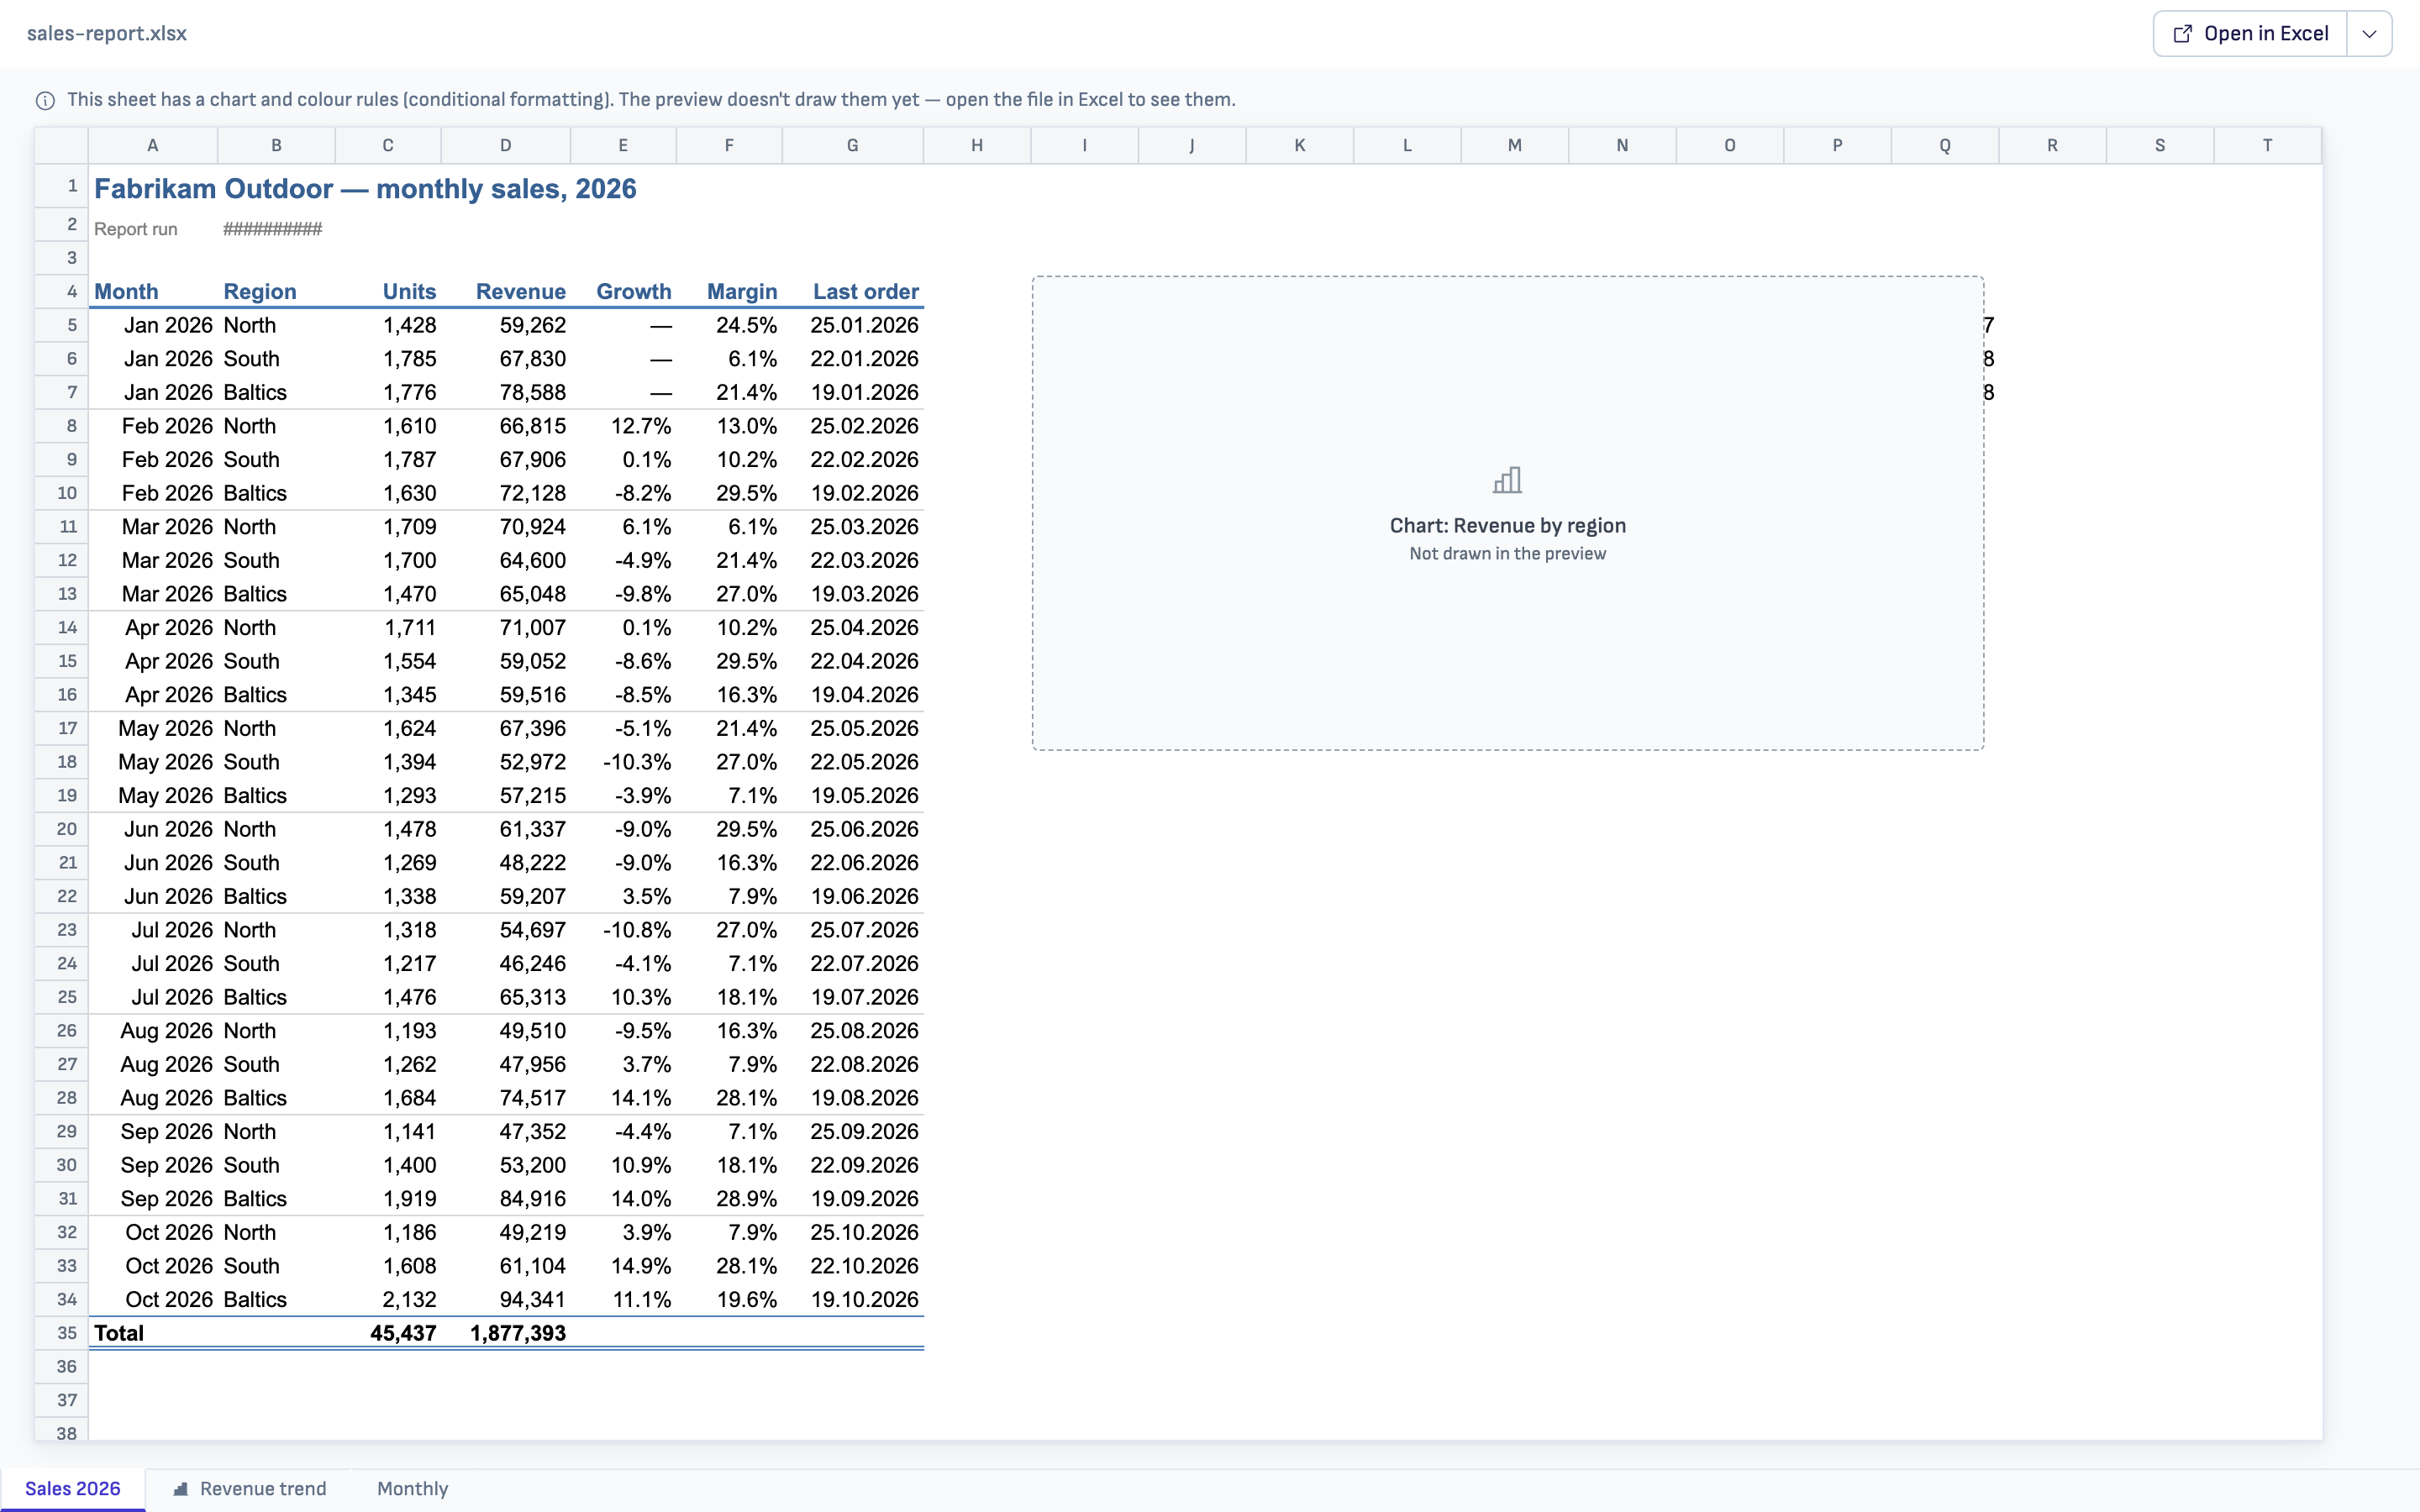 sales-report.xlsx
Open in Excel
This sheet has a chart and colour rules (conditional formatting). The preview doesn't draw them yet — open the file in Excel to see them.
A B C D E F G H I J K L M N O P Q R S T
1 Fabrikam Outdoor — monthly sales, 2026
2 Report run ##########
3
4 Month Region Units Revenue Growth Margin Last order
5 Jan 2026 North 1,428 59,262 — 24.5% 25.01.2026 7
6 Jan 2026 South 1,785 67,830 — 6.1% 22.01.2026 8
7 Jan 2026 Baltics 1,776 78,588 — 21.4% 19.01.2026 8
8 Feb 2026 North 1,610 66,815 12.7% 13.0% 25.02.2026
9 Feb 2026 South 1,787 67,906 0.1% 10.2% 22.02.2026
10 Feb 2026 Baltics 1,630 72,128 -8.2% 29.5% 19.02.2026
11 Mar 2026 North 1,709 70,924 6.1% 6.1% 25.03.2026
Chart: Revenue by region
Not drawn in the preview
12 Mar 2026 South 1,700 64,600 -4.9% 21.4% 22.03.2026
13 Mar 2026 Baltics 1,470 65,048 -9.8% 27.0% 19.03.2026
14 Apr 2026 North 1,711 71,007 0.1% 10.2% 25.04.2026
15 Apr 2026 South 1,554 59,052 -8.6% 29.5% 22.04.2026
16 Apr 2026 Baltics 1,345 59,516 -8.5% 16.3% 19.04.2026
17 May 2026 North 1,624 67,396 -5.1% 21.4% 25.05.2026
18 May 2026 South 1,394 52,972 -10.3% 27.0% 22.05.2026
19 May 2026 Baltics 1,293 57,215 -3.9% 7.1% 19.05.2026
20 Jun 2026 North 1,478 61,337 -9.0% 29.5% 25.06.2026
21 Jun 2026 South 1,269 48,222 -9.0% 16.3% 22.06.2026
22 Jun 2026 Baltics 1,338 59,207 3.5% 7.9% 19.06.2026
23 Jul 2026 North 1,318 54,697 -10.8% 27.0% 25.07.2026
24 Jul 2026 South 1,217 46,246 -4.1% 7.1% 22.07.2026
25 Jul 2026 Baltics 1,476 65,313 10.3% 18.1% 19.07.2026
26 Aug 2026 North 1,193 49,510 -9.5% 16.3% 25.08.2026
27 Aug 2026 South 1,262 47,956 3.7% 7.9% 22.08.2026
28 Aug 2026 Baltics 1,684 74,517 14.1% 28.1% 19.08.2026
29 Sep 2026 North 1,141 47,352 -4.4% 7.1% 25.09.2026
30 Sep 2026 South 1,400 53,200 10.9% 18.1% 22.09.2026
31 Sep 2026 Baltics 1,919 84,916 14.0% 28.9% 19.09.2026
32 Oct 2026 North 1,186 49,219 3.9% 7.9% 25.10.2026
33 Oct 2026 South 1,608 61,104 14.9% 28.1% 22.10.2026
34 Oct 2026 Baltics 2,132 94,341 11.1% 19.6% 19.10.2026
35 Total 45,437 1,877,393
36
37
38
Sales 2026 Revenue trend Monthly